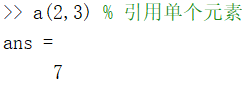 >> a(2,3) % 引用单个元素
ans =
7